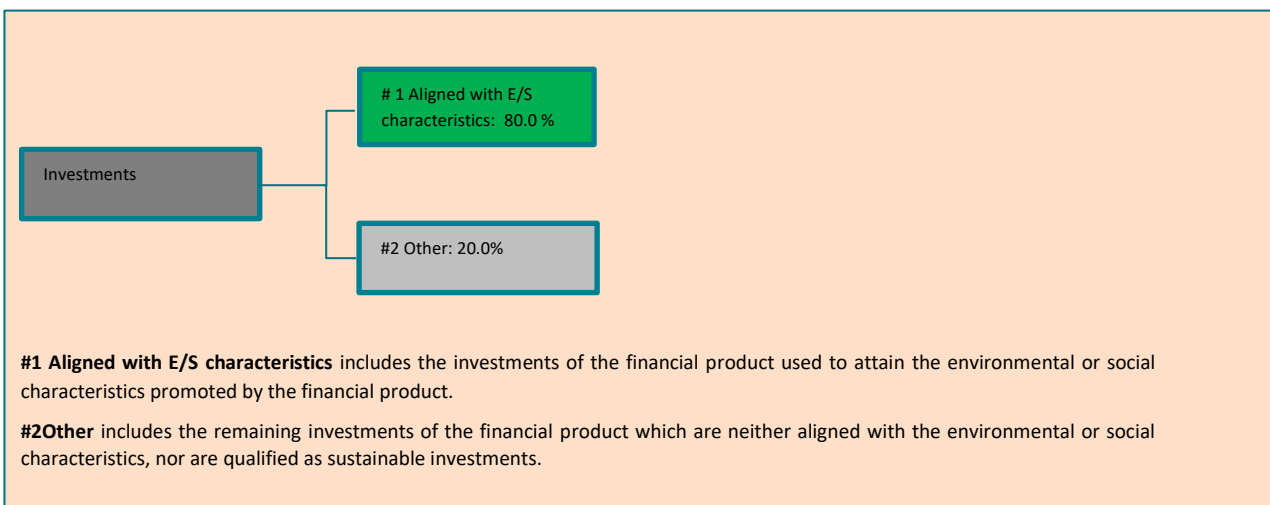 # 1 Aligned with E/S
characteristics: 80.0 %
Investments
#2 Other: 20.0%
#1 Aligned with E/S characteristics includes the investments of the financial product used to attain the environmental or social
characteristics promoted by the financial product.
#2Other includes the remaining investments of the financial product which are neither aligned with the environmental or social
characteristics, nor are qualified as sustainable investments.